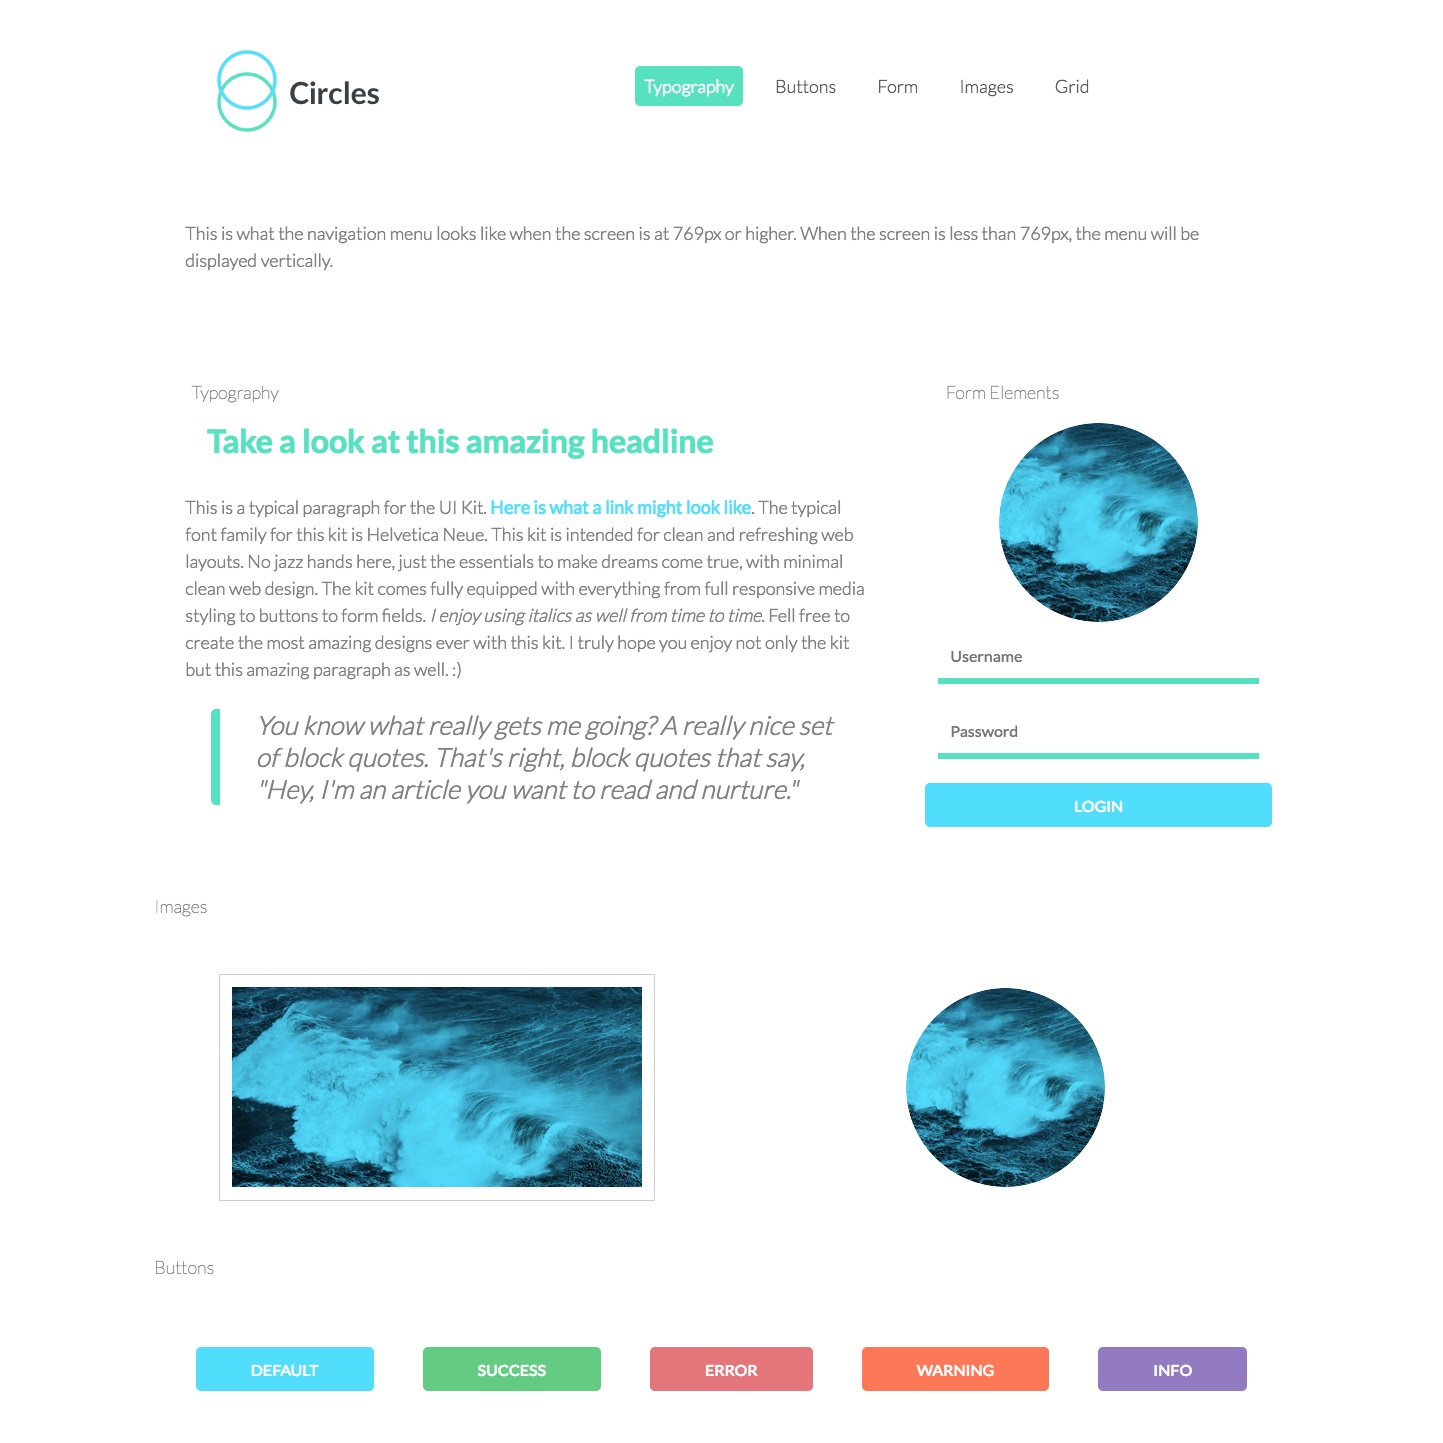 Circles
Typography Buttons Form Images Grid
This is what the navigation menu looks like when the screen is at 769px or higher. When the screen is less than 769px, the menu will be
displayed vertically.
Typography
Take a look at this amazing headline
This is a typical paragraph for the UI Kit. Here is what a link might look like. The typical
font family for this kit is Helvetica Neue. This kit is intended for clean and refreshing web
layouts. No jazz hands here, just the essentials to make dreams come true, with minimal
clean web design. The kit comes fully equipped with everything from full responsive media
styling to buttons to form fields. I enjoy using italics as well from time to time. Fell free to
create the most amazing designs ever with this kit. I truly hope you enjoy not only the kit
but this amazing paragraph as well. :)
You know what really gets me going? A really nice set
of block quotes. That's right, block quotes that say,
"Hey, I'm an article you want to read and nurture."
Form Elements
Username
Password
LOGIN
Images
Buttons
DEFAULT SUCCESS ERROR WARNING INFO